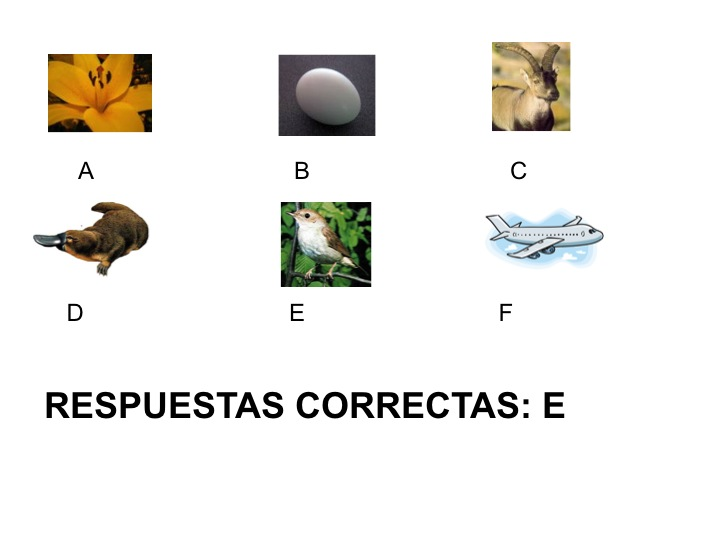 A B C
D E F
RESPUESTAS CORRECTAS: E